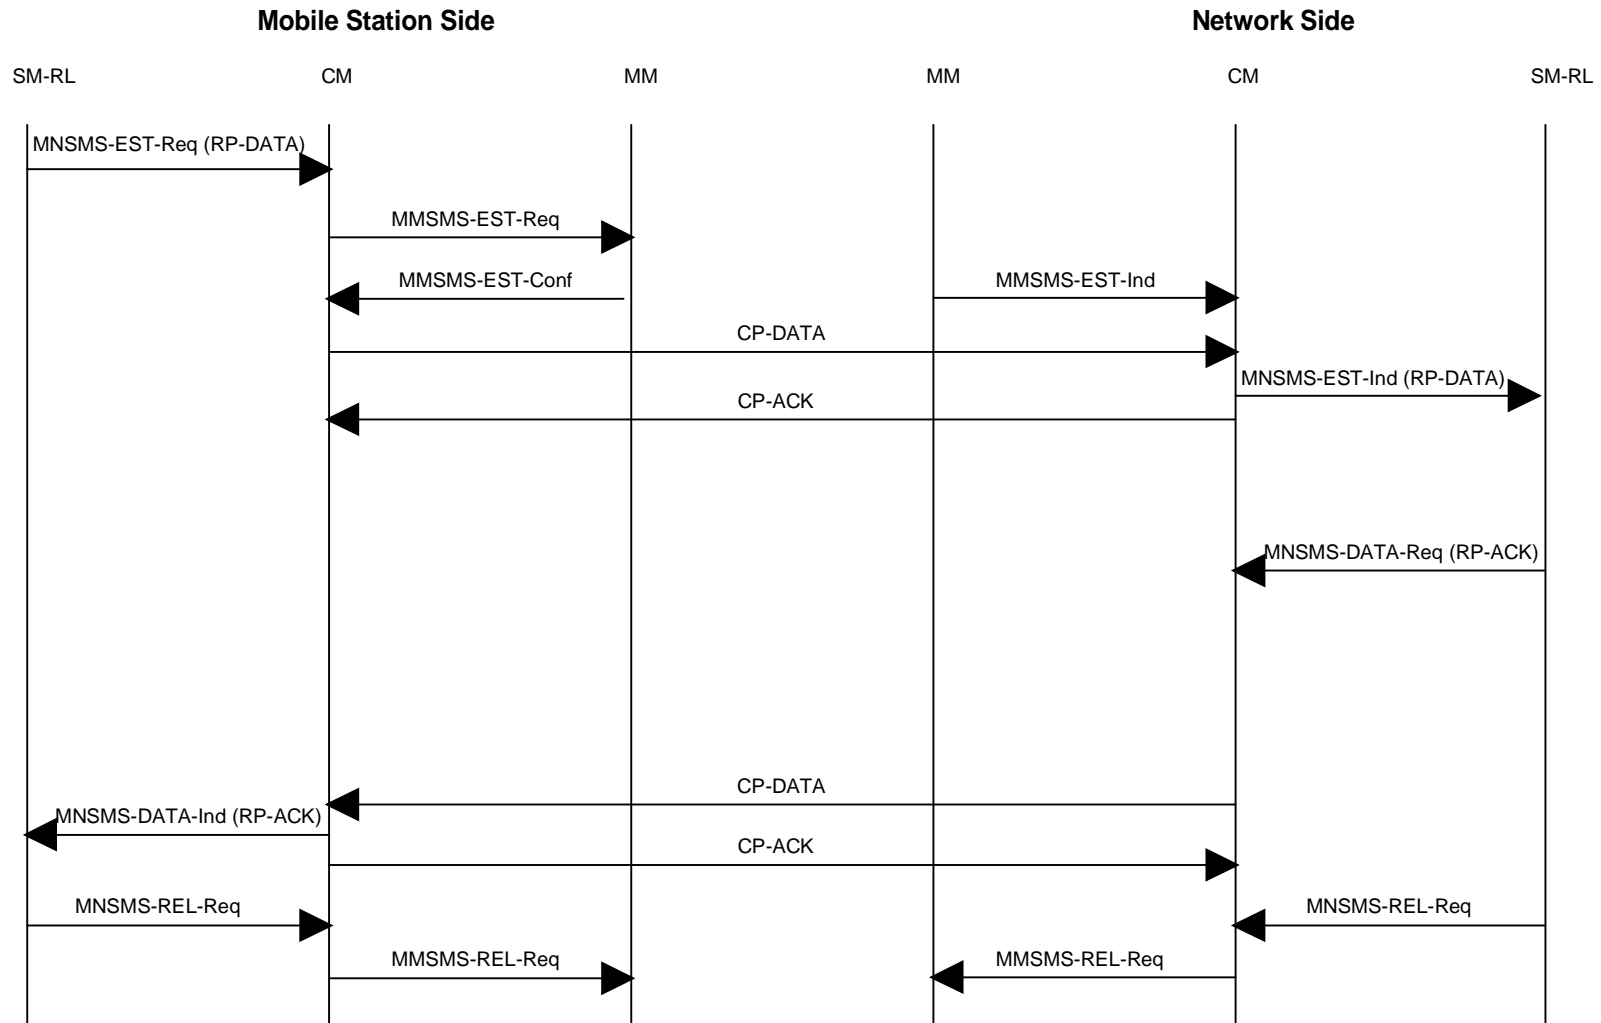 Mobile Station Side
Network Side
SM-RL
CM
MM
MM
CM
SM-RL
MNSMS-EST-Req (RP-DATA)
MMSMS-EST-Req
MMSMS-EST-Conf
MMSMS-EST-Ind
CP-DATA
MNSMS-EST-Ind (RP-DATA)
CP-ACK
MNSMS-DATA-Req (RP-ACK)
CP-DATA
MNSMS-DATA-Ind (RP-ACK)
CP-ACK
MNSMS-REL-Req
MNSMS-REL-Req
MMSMS-REL-Req
MMSMS-REL-Req